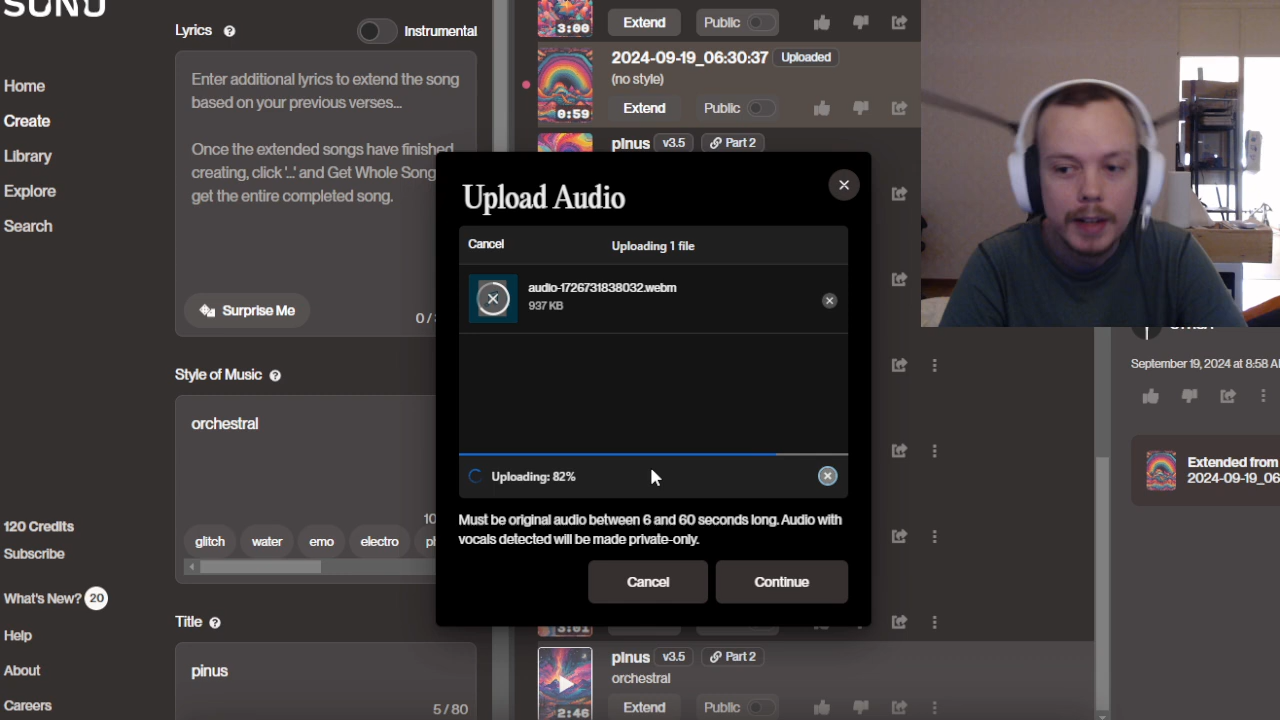 SUNO
Home
Create
Library
Explore
Search
120 Credits
Subscribe
What's New? 20
Help
About
Careers
Lyrics
Instrumental
Enter additional lyrics to extend the song
based on your previous verses...
Once the extended songs have finished
creating, click '...' and Get Whole Song
get the entire completed song.
Surprise Me
0 /
Style of Music
orchestral
10
glitch
water
emo
electro
Title
pinus
5 / 80
3:00
Extend
Public
2024-09-19_06:30:37
Uploaded
(no style)
0:59
Extend
Public
pinus
v3.5
Part 2
Upload Audio
Cancel
Uploading 1 file
audio-1726731838032.webm
937 KB
Uploading: 82%
Must be original audio between 6 and 60 seconds long. Audio with
vocals detected will be made private-only.
Cancel
Continue
3:01
pinus
v3.5
Part 2
orchestral
2:46
Extend
Public
September 19, 2024 at 8:58 A
Extended from
2024-09-19_06